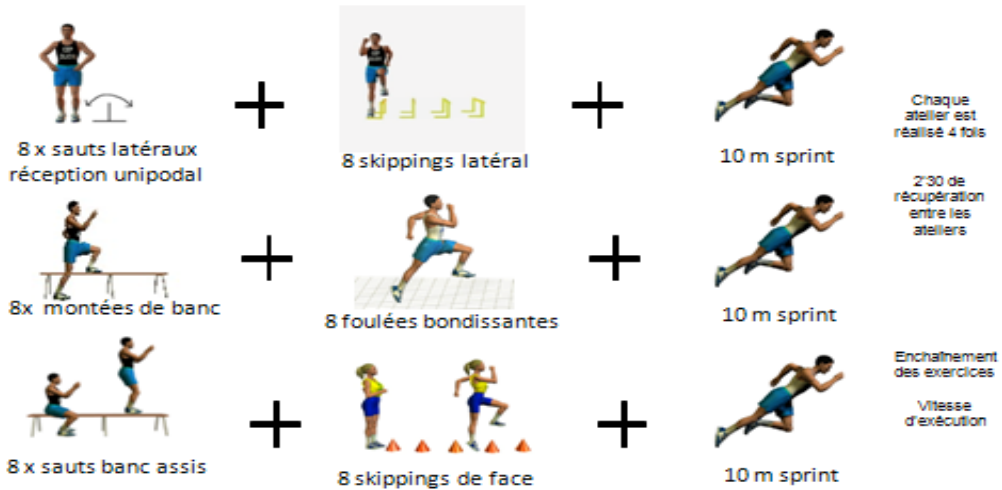 8 x sauts latéraux
réception unipodal
8 skippings latéral
10 m sprint
Chaque
atelier est
réalisé 4 fois
2'30 de
récupération
entre les
ateliers
8x montées de banc
8 foulées bondissantes
10 m sprint
Enchaînement
des exercices
Vitesse
d'exécution
8 x sauts banc assis
8 skippings de face
10 m sprint